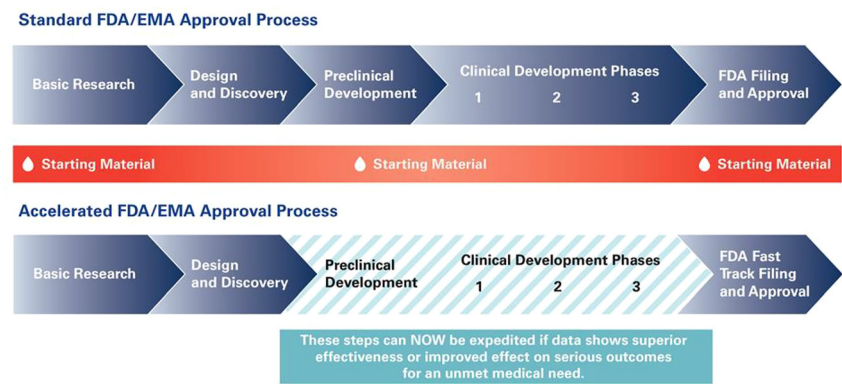 Standard FDA/EMA Approval Process
Basic Research
Design
and Discovery
Preclinical
Development
Clinical Development Phases
1 2 3
FDA Filing
and Approval
Starting Material Starting Material Starting Material
Accelerated FDA/EMA Approval Process
Basic Research
Design
and Discovery
Preclinical
Development
Clinical Development Phases
1 2 3
FDA Fast
Track Filing
and Approval
These steps can NOW be expedited if data shows superior
effectiveness or improved effect on serious outcomes
for an unmet medical need.